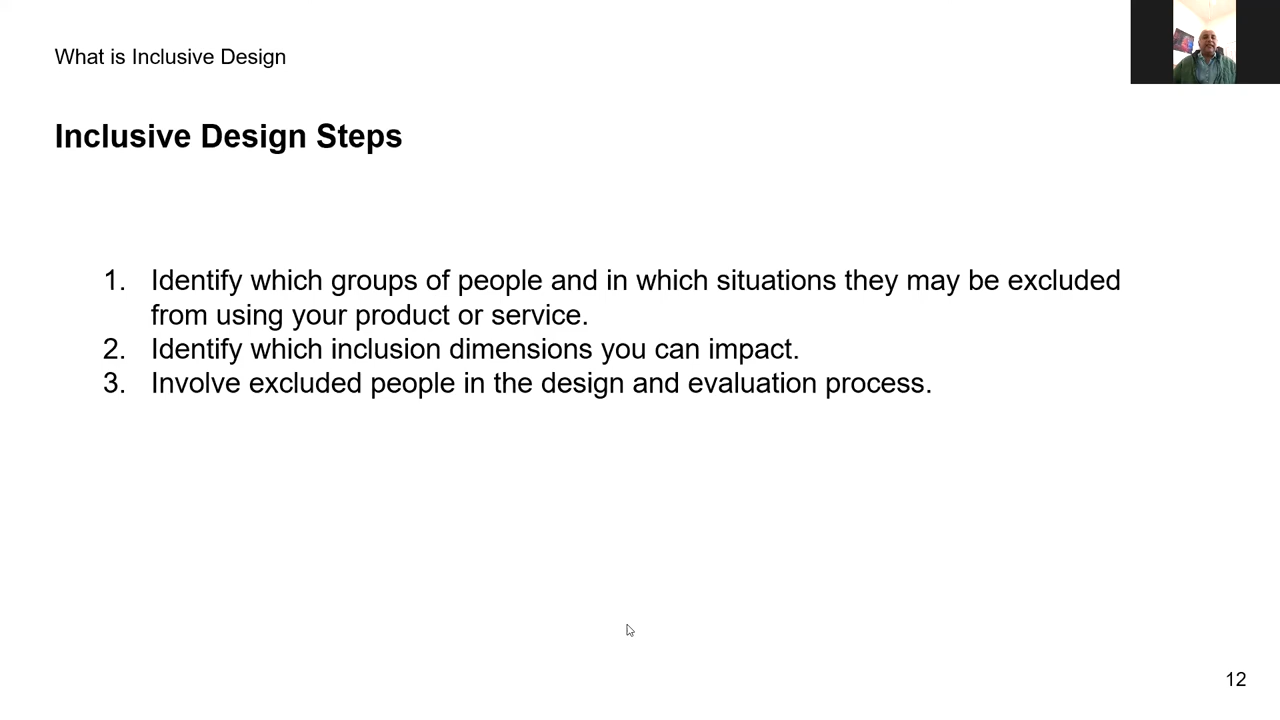 What is Inclusive Design
Inclusive Design Steps
1. Identify which groups of people and in which situations they may be excluded
from using your product or service.
2. Identify which inclusion dimensions you can impact.
3. Involve excluded people in the design and evaluation process.
12